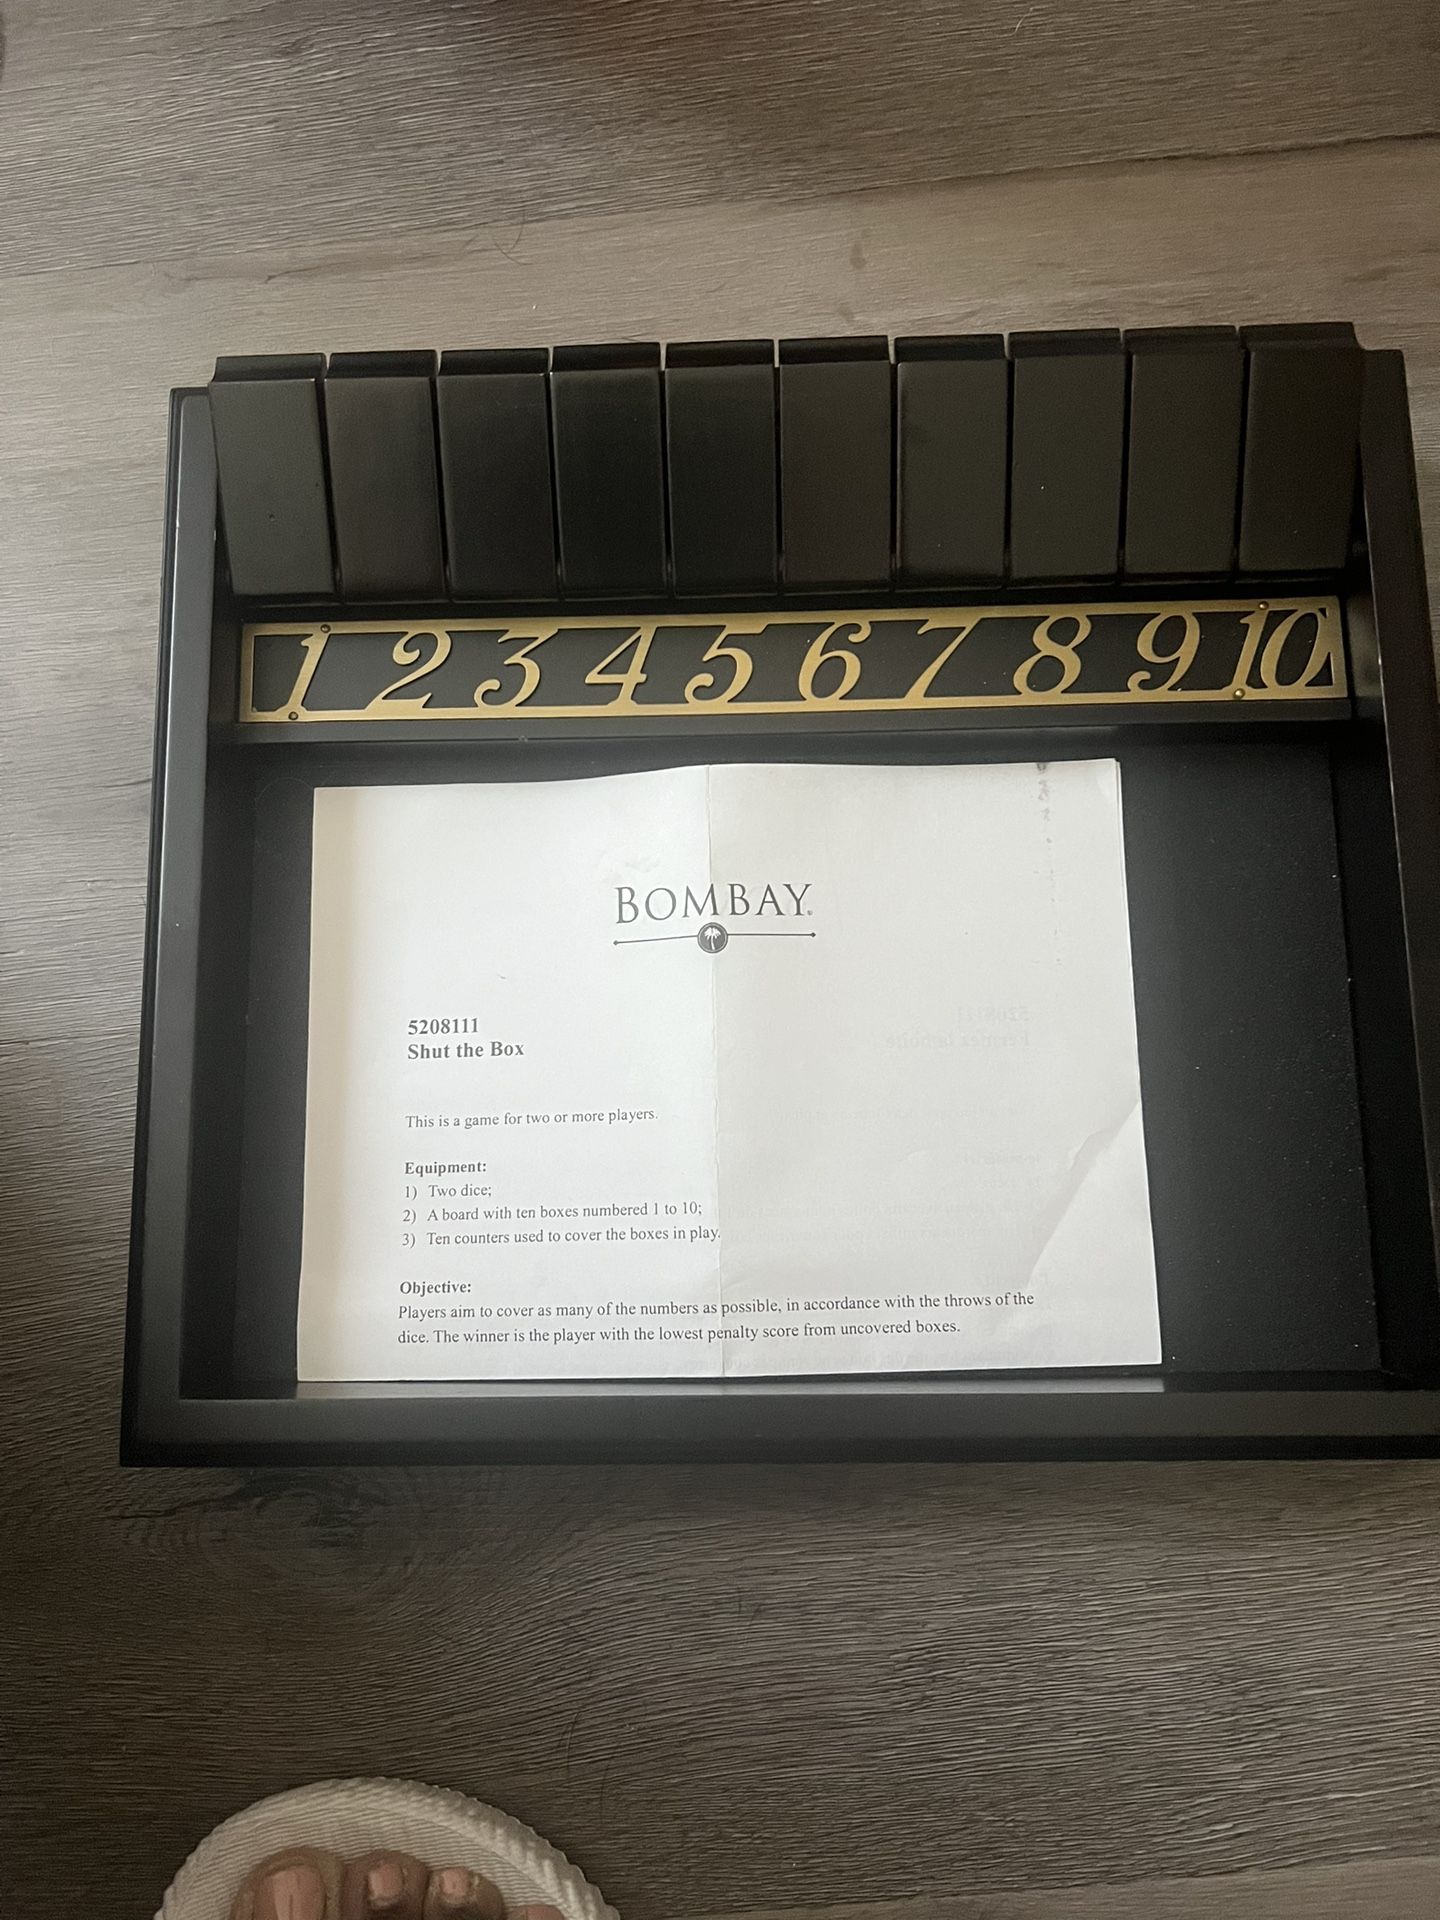 1 2 3 4 5 6 7 8 9 10
BOMBAY®
5208111
Shut the Box
This is a game for two or more players.
Equipment:
1) Two dice;
2) A board with ten boxes numbered 1 to 10;
3) Ten counters used to cover the boxes in play.
Objective:
Players aim to cover as many of the numbers as possible, in accordance with the throws of the
dice. The winner is the player with the lowest penalty score from uncovered boxes.